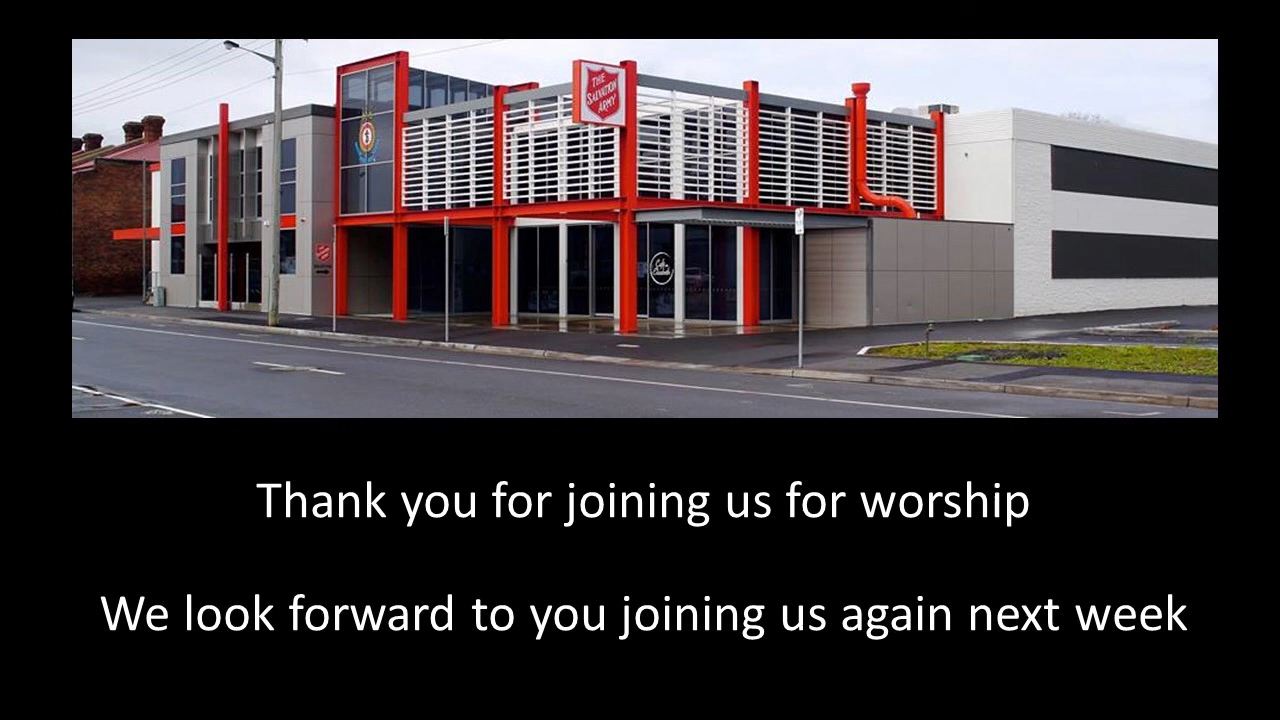 THE
SALVATION
ARMY
Thank you for joining us for worship
We look forward to you joining us again next week